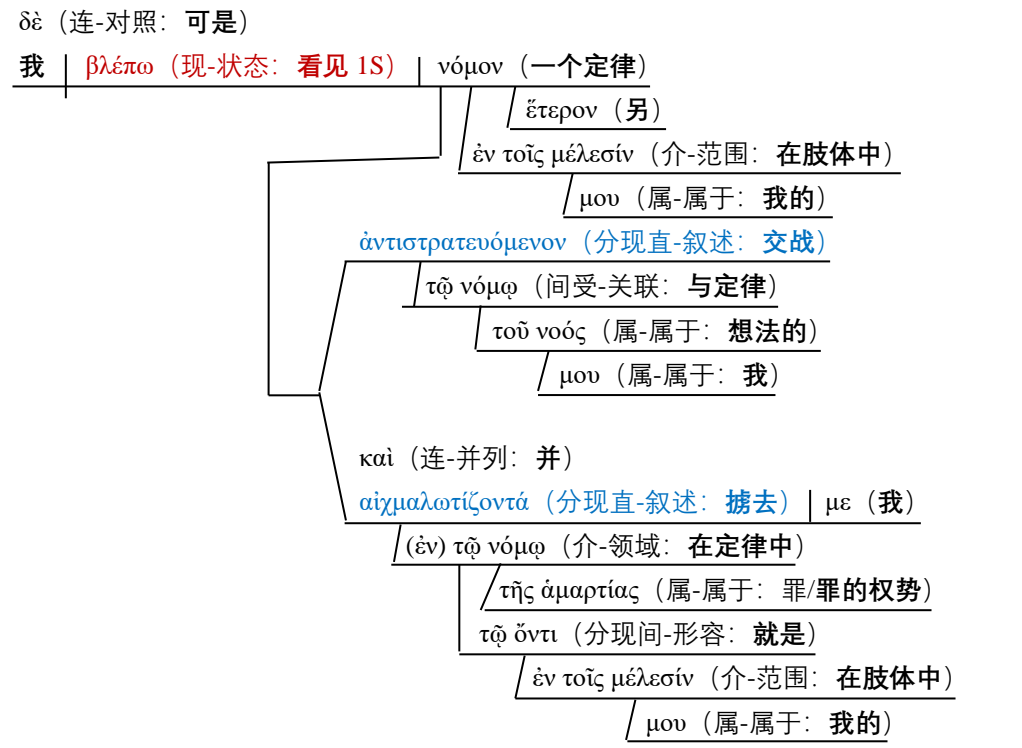 δὲ（连-对照：可是）
我 βλέπω（现-状态：看见 1S） νόμον（一个定律）
ἕτερον（另）
ἐν τοῖς μέλεσίν（介-范围：在肢体中）
μου（属-属于：我的）
ἀντιστρατευόμενον（分现直-叙述：交战）
τῷ νόμῳ（间受-关联：与定律）
τοῦ νοός（属-属于：想法的）
μου（属-属于：我）
καὶ（连-并列：并）
αἰχμαλωτίζοντά（分现直-叙述：掳去） με（我）
(ἐν) τῷ νόμῳ（介-领域：在定律中）
τῆς ἁμαρτίας（属-属于：罪/罪的权势）
τῷ ὄντι（分现间-形容：就是）
ἐν τοῖς μέλεσίν（介-范围：在肢体中）
μου（属-属于：我的）